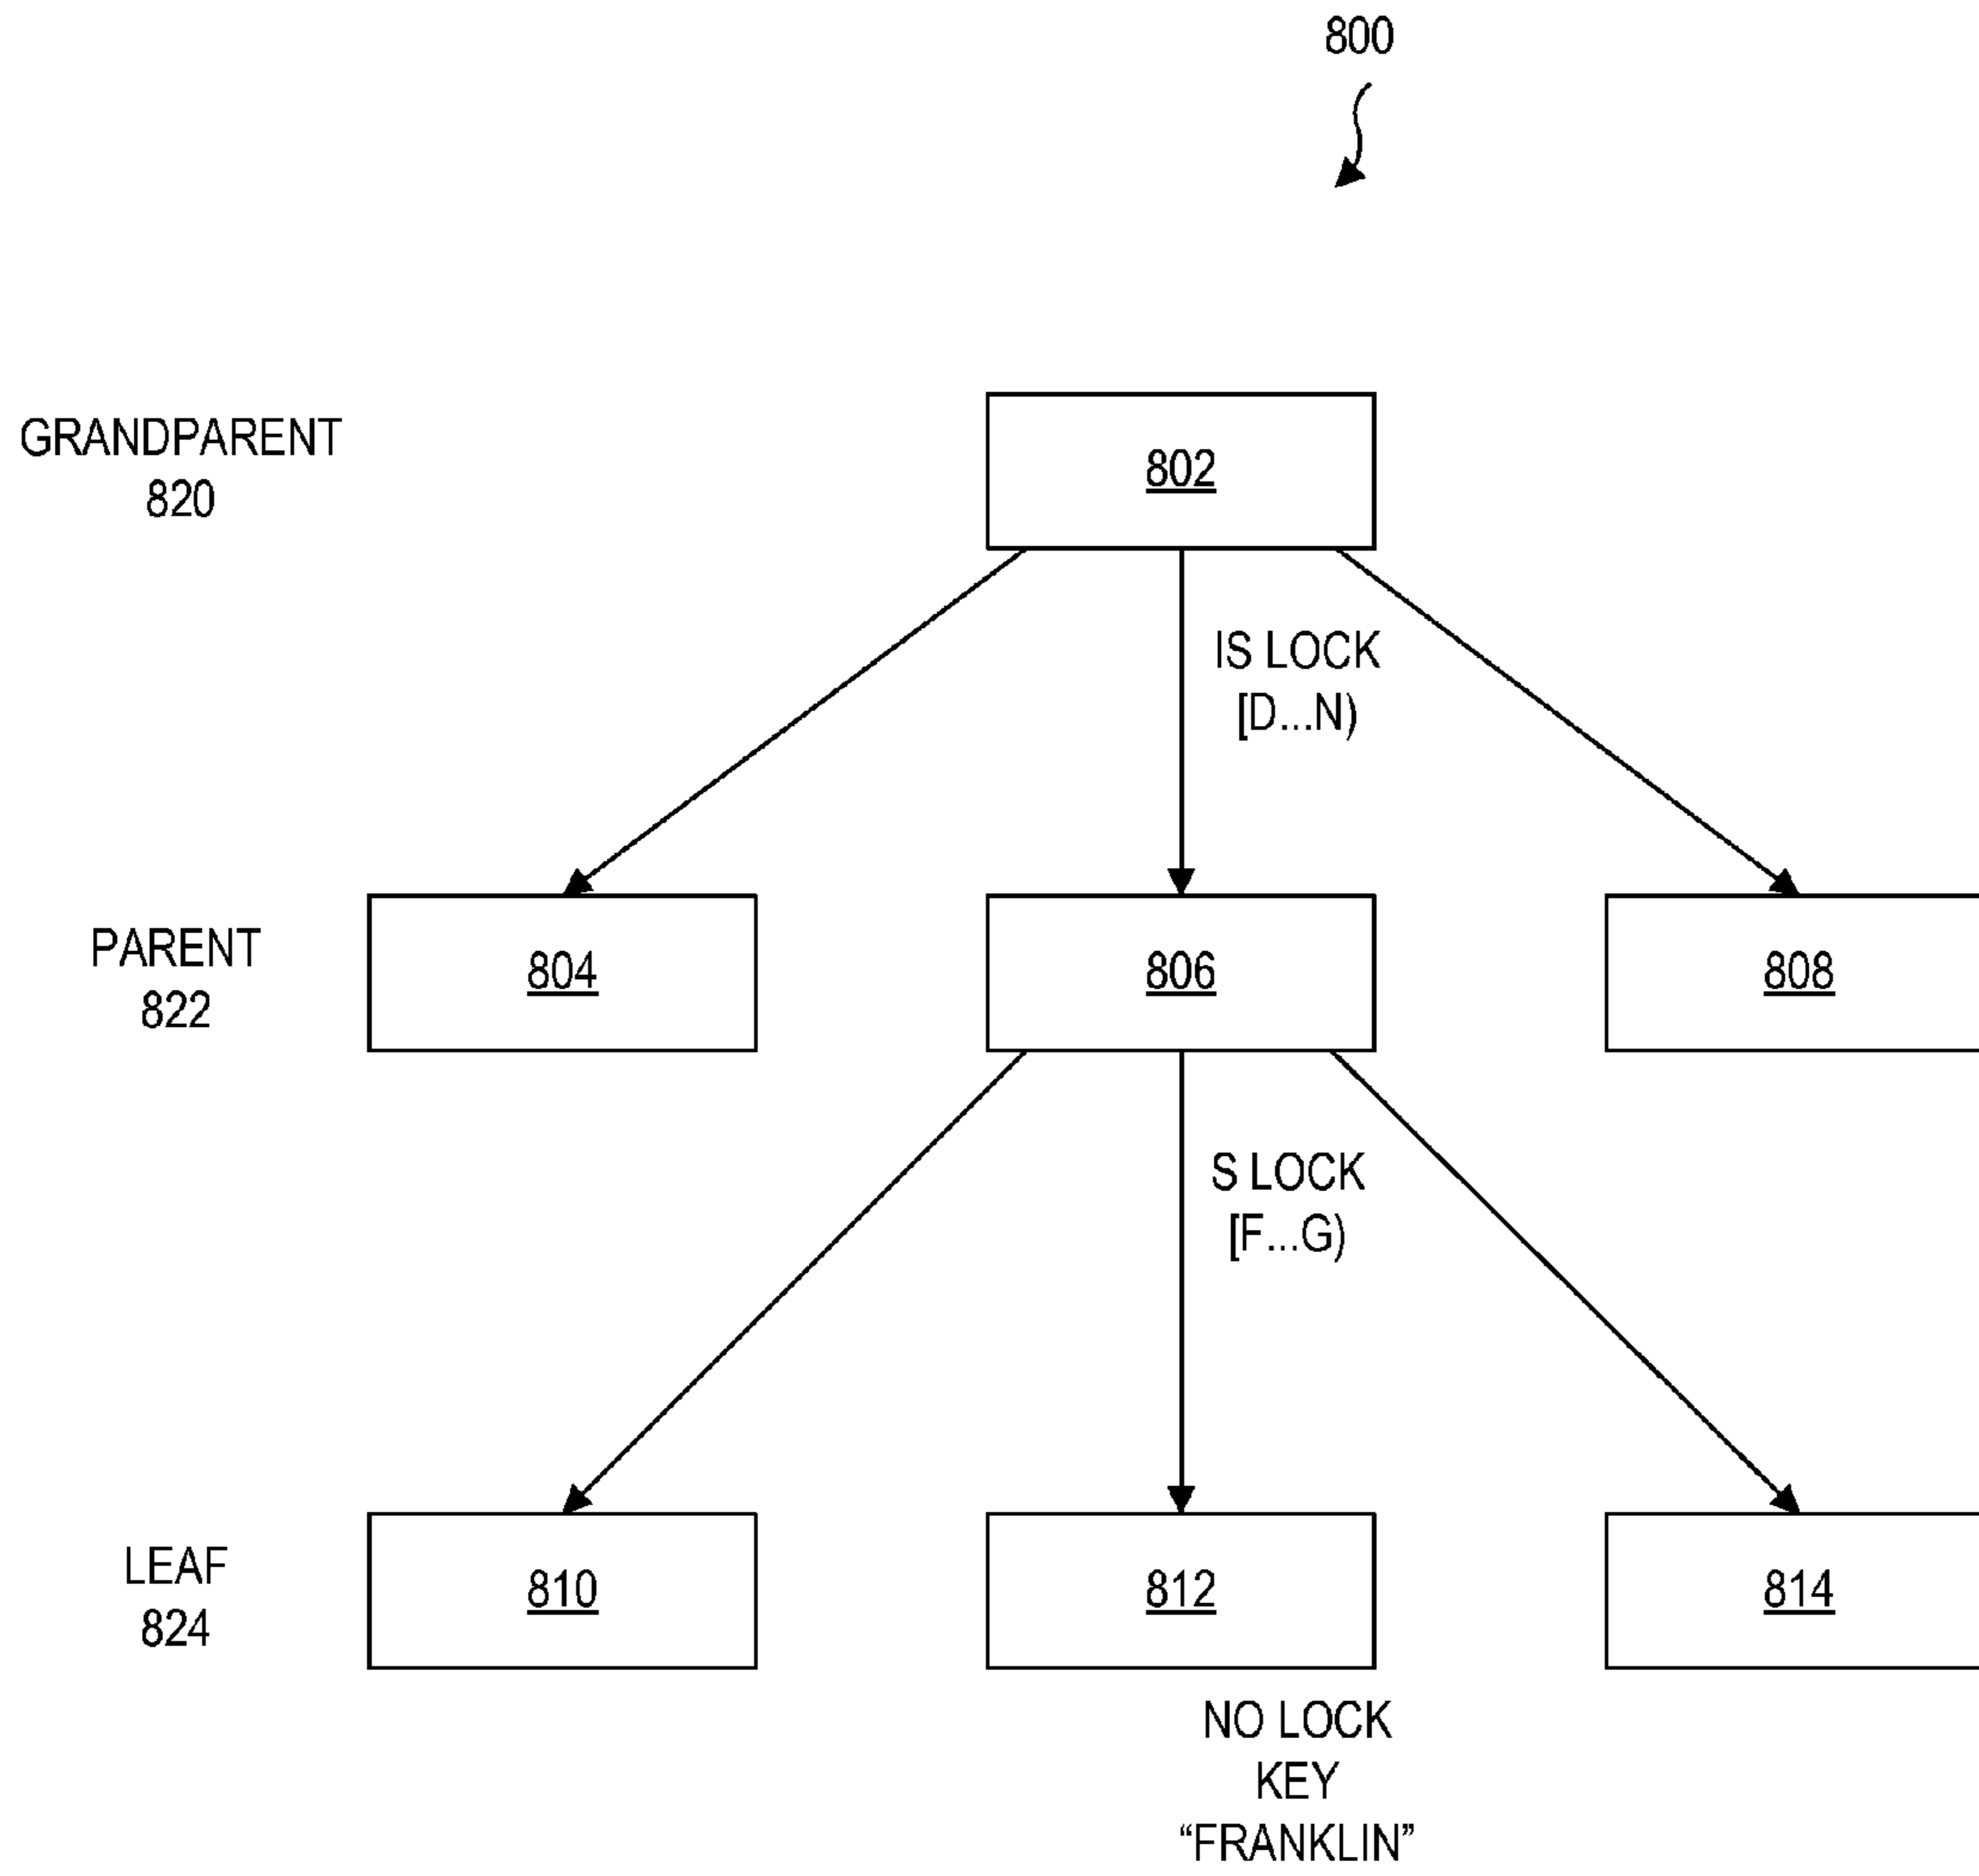 800
GRANDPARENT
820
802
IS LOCK
[D...N)
PARENT
822
804
806
808
S LOCK
[F...G)
LEAF
824
810
812
814
NO LOCK
KEY
“FRANKLIN”